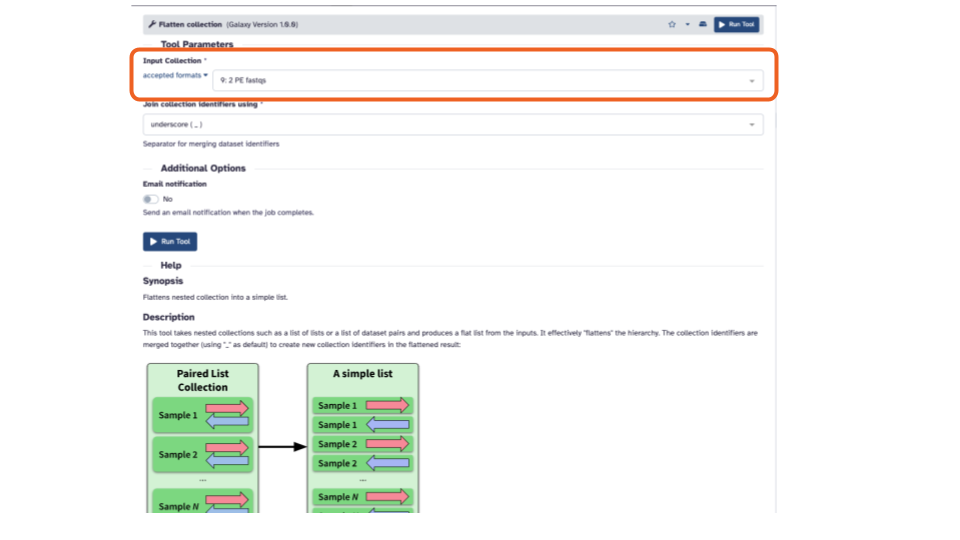 Flatten collection (Galaxy Version 1.0.0)
Run Tool
Tool Parameters
Input Collection *
accepted formats
9: 2 PE fastqs
Join collection identifiers using *
underscore ( _ )
Separator for merging dataset identifiers
Additional Options
Email notification
No
Send an email notification when the job completes.
Run Tool
Help
Synopsis
Flattens nested collection into a simple list.
Description
This tool takes nested collections such as a list of lists or a list of dataset pairs and produces a flat list from the inputs. It effectively "flattens" the hierarchy. The collection identifiers are
merged together (using "_" as default) to create new collection identifiers in the flattened result:
Paired List
Collection
Sample 1
Sample 2
...
Sample N
A simple list
Sample 1
Sample 1
Sample 2
Sample 2
...
Sample N